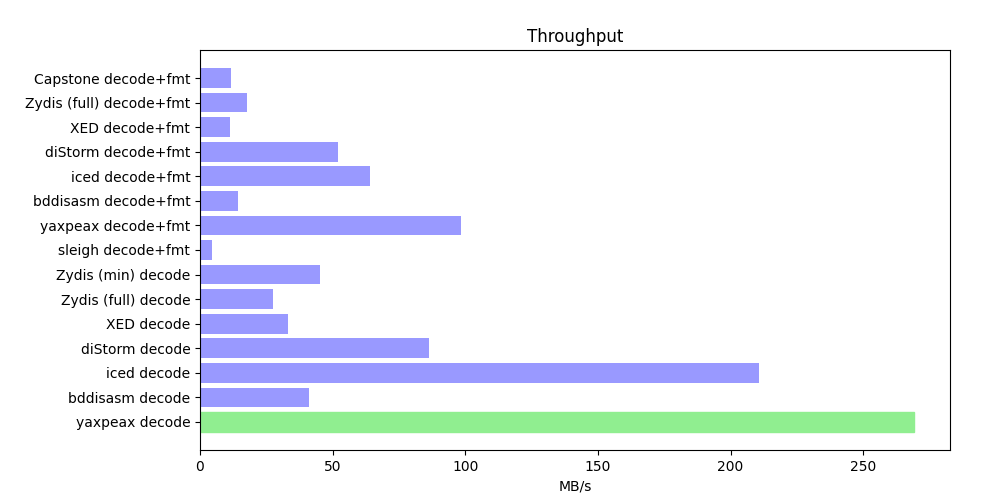 Throughput
Capstone decode+fmt
Zydis (full) decode+fmt
XED decode+fmt
diStorm decode+fmt
iced decode+fmt
bddisasm decode+fmt
yaxpeax decode+fmt
sleigh decode+fmt
Zydis (min) decode
Zydis (full) decode
XED decode
diStorm decode
iced decode
bddisasm decode
yaxpeax decode
0 50 100 150 200 250
MB/s